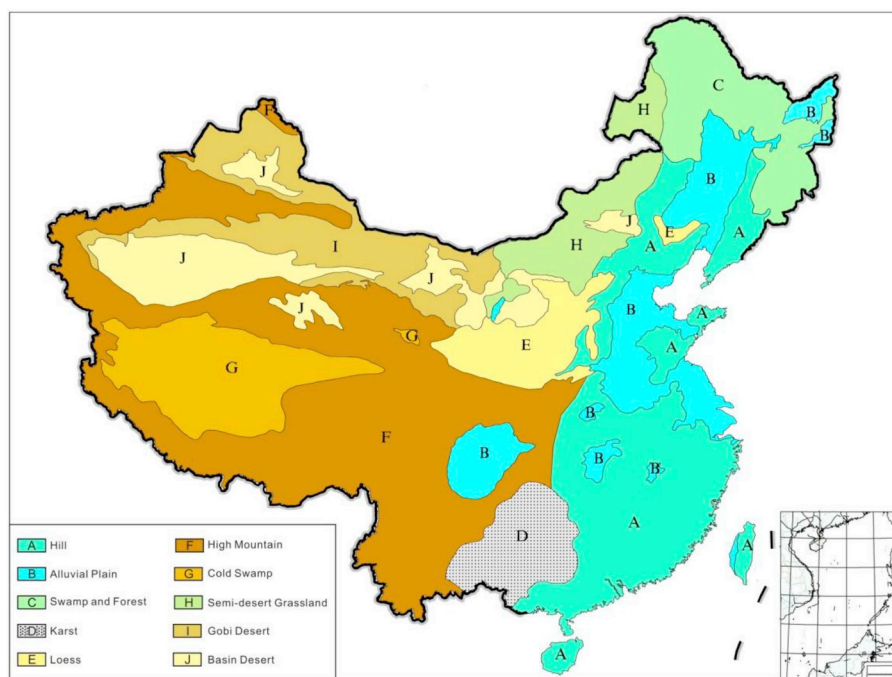 F
C
H
B
B
J
B
J
E
A
A
I
H
J
J
J
B
A
G
E
A
G
B
F
B
B
B
D
A
A
A
A Hill
B Alluvial Plain
C Swamp and Forest
D Karst
E Loess
F High Mountain
G Cold Swamp
H Semi-desert Grassland
I Gobi Desert
J Basin Desert